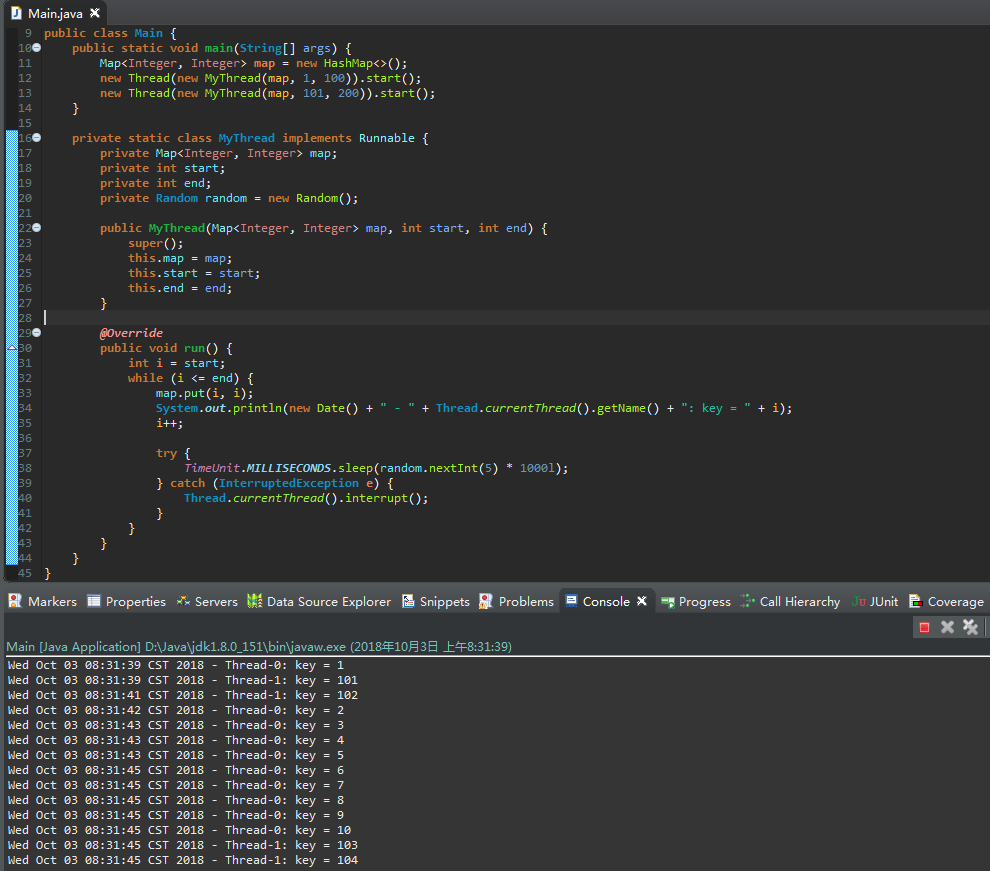 Main.java
9 public class Main {
10 public static void main(String[] args) {
11 Map<Integer, Integer> map = new HashMap<>();
12 new Thread(new MyThread(map, 1, 100)).start();
13 new Thread(new MyThread(map, 101, 200)).start();
14 }
15
16 private static class MyThread implements Runnable {
17 private Map<Integer, Integer> map;
18 private int start;
19 private int end;
20 private Random random = new Random();
21
22 public MyThread(Map<Integer, Integer> map, int start, int end) {
23 super();
24 this.map = map;
25 this.start = start;
26 this.end = end;
27 }
28
29 @Override
30 public void run() {
31 int i = start;
32 while (i <= end) {
33 map.put(i, i);
34 System.out.println(new Date() + " - " + Thread.currentThread().getName() + ": key = " + i);
35 i++;
36
37 try {
38 TimeUnit.MILLISECONDS.sleep(random.nextInt(5) * 1000l);
39 } catch (InterruptedException e) {
40 Thread.currentThread().interrupt();
41 }
42 }
43 }
44 }
45 }
Markers Properties Servers Data Source Explorer Snippets Problems Console Progress Call Hierarchy JUnit Coverage
Main [Java Application] D:\Java\jdk1.8.0_151\bin\javaw.exe (2018年10月3日 上午8:31:39)
Wed Oct 03 08:31:39 CST 2018 - Thread-0: key = 1
Wed Oct 03 08:31:39 CST 2018 - Thread-1: key = 101
Wed Oct 03 08:31:41 CST 2018 - Thread-1: key = 102
Wed Oct 03 08:31:42 CST 2018 - Thread-0: key = 2
Wed Oct 03 08:31:43 CST 2018 - Thread-0: key = 3
Wed Oct 03 08:31:43 CST 2018 - Thread-0: key = 4
Wed Oct 03 08:31:43 CST 2018 - Thread-0: key = 5
Wed Oct 03 08:31:45 CST 2018 - Thread-0: key = 6
Wed Oct 03 08:31:45 CST 2018 - Thread-0: key = 7
Wed Oct 03 08:31:45 CST 2018 - Thread-0: key = 8
Wed Oct 03 08:31:45 CST 2018 - Thread-0: key = 9
Wed Oct 03 08:31:45 CST 2018 - Thread-0: key = 10
Wed Oct 03 08:31:45 CST 2018 - Thread-1: key = 103
Wed Oct 03 08:31:45 CST 2018 - Thread-1: key = 104